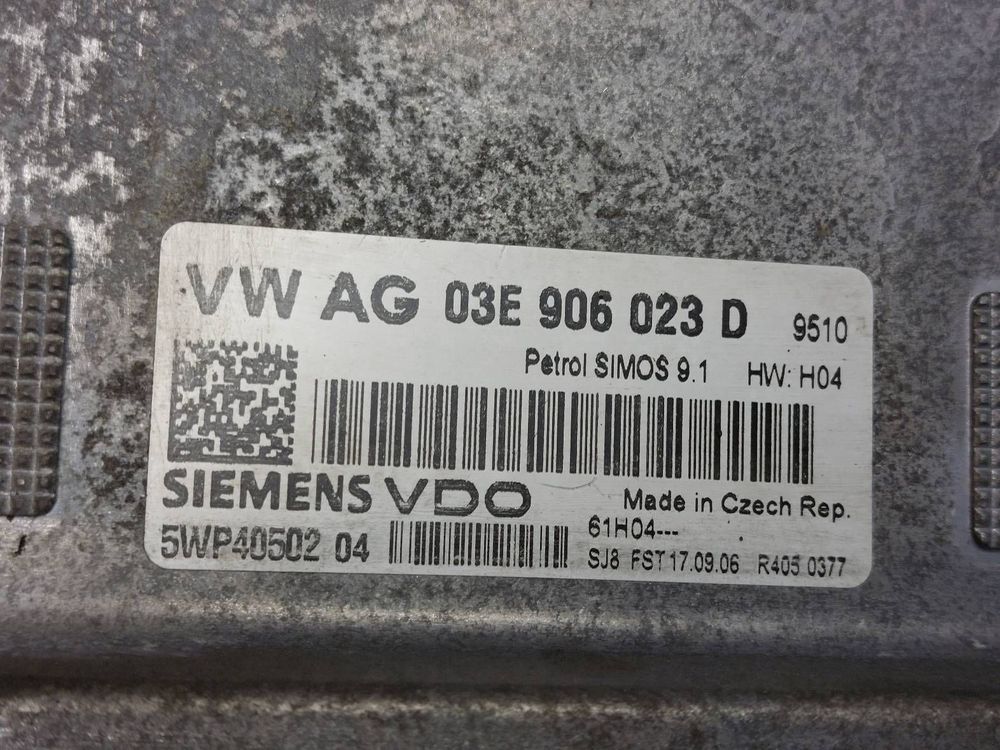 VW AG 03E 906 023 D 9510
Petrol SIMOS 9.1 HW: H04
SIEMENS VDO Made in Czech Rep.
5WP40502 04 61H04---
SJ8 FST 17.09.06 R405 0377